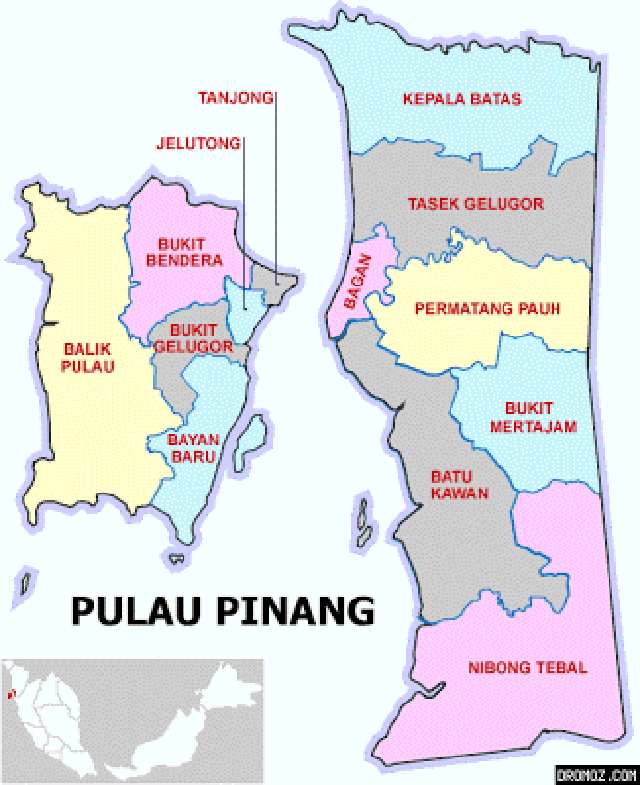 TANJONG
JELUTONG
KEPALA BATAS
TASEK GELUGOR
BUKIT
BENDERA
BAGAN
PERMATANG PAUH
BUKIT
GELUGOR
BALIK
PULAU
BUKIT
MERTAJAM
BAYAN
BARU
BATU
KAWAN
PULAU PINANG
NIBONG TEBAL
DROMOZ.COM